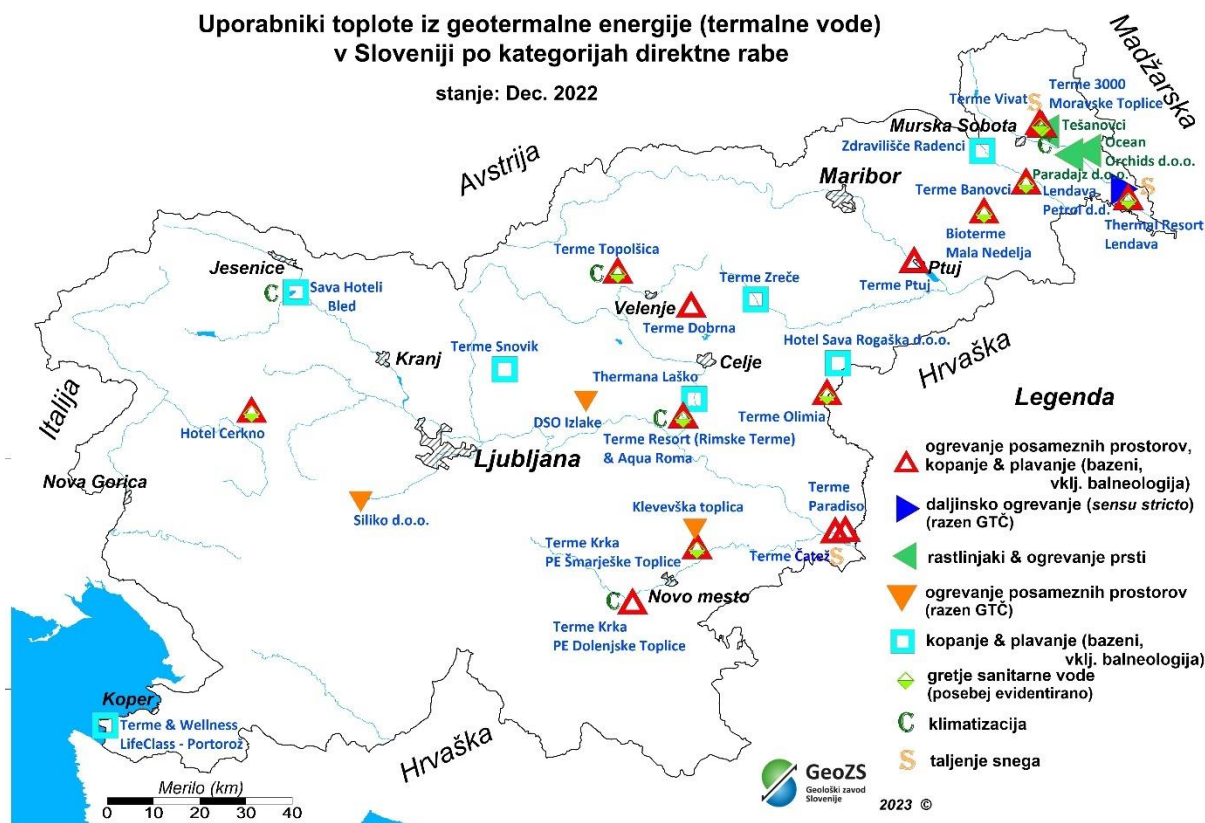 Uporabniki toplote iz geotermalne energije (termalne vode)
v Sloveniji po kategorijah direktne rabe
stanje: Dec. 2022
Madžarska
Avstrija
Italija
Hrvaška
Hrvaška
Terme Vivat
S
Terme 3000
Moravske Toplice
Murska Sobota
Tešanovci
C
Ocean
Orchids d.o.o.
Zdravilišče Radenci
Paradajz d.o.o.
Maribor
Terme Banovci
Lendava
Petrol d.d.
S
Thermal Resort
Lendava
Bioterme
Mala Nedelja
Ptuj
Terme Ptuj
Terme Topolšica
C
Jesenice
C
Sava Hoteli
Bled
Velenje
Terme Zreče
Terme Dobrna
Hotel Sava Rogaška d.o.o.
Kranj
Terme Snovik
Celje
Thermana Laško
DSO Izlake
C
Terme Olimia
Hotel Cerkno
Terme Resort (Rimske Terme)
& Aqua Roma
Ljubljana
Nova Gorica
Siliko d.o.o.
Klevevška toplica
Terme
Paradiso
Terme Krka
PE Šmarješke Toplice
Terme Čatež
S
Novo mesto
C
Terme Krka
PE Dolenjske Toplice
Koper
Terme & Wellness
LifeClass - Portorož
Merilo (km)
0 10 20 30 40
Legenda
ogrevanje posameznih prostorov,
kopanje & plavanje (bazeni,
vklj. balneologija)
daljinsko ogrevanje (sensu stricto)
(razen GTČ)
rastlinjaki & ogrevanje prsti
ogrevanje posameznih prostorov
(razen GTČ)
kopanje & plavanje (bazeni,
vklj. balneologija)
gretje sanitarne vode
(posebej evidentirano)
C klimatizacija
S taljenje snega
GeoZS
Geološki zavod
Slovenije
2023 ©